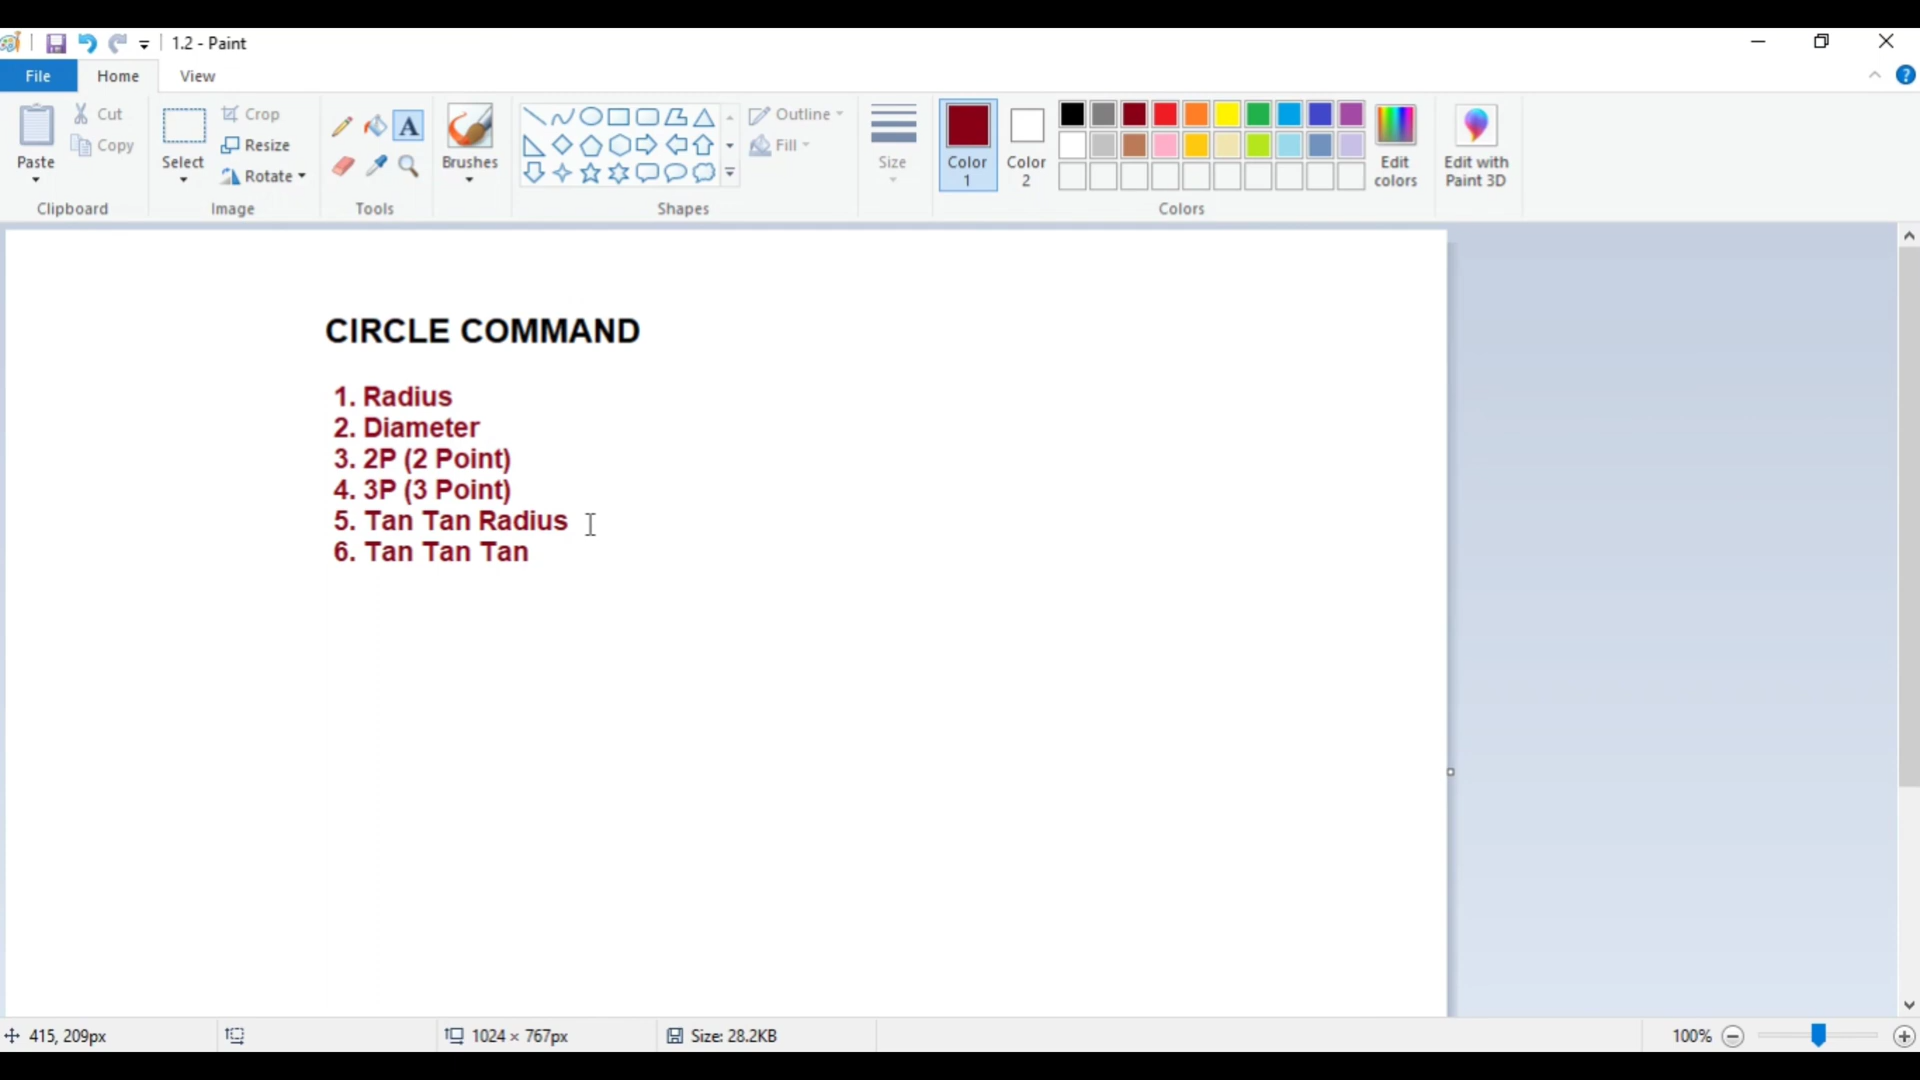 1.2 - Paint
File Home View
Paste
Cut
Copy
Clipboard
Select
Crop
Resize
Rotate
Image
A
Tools
Brushes
Shapes
Outline
Fill
Size
Color 1
Color 2
Colors
Edit colors
Edit with Paint 3D
?
CIRCLE COMMAND
1. Radius
2. Diameter
3. 2P (2 Point)
4. 3P (3 Point)
5. Tan Tan Radius
6. Tan Tan Tan
415, 209px
1024 × 767px
Size: 28.2KB
100%